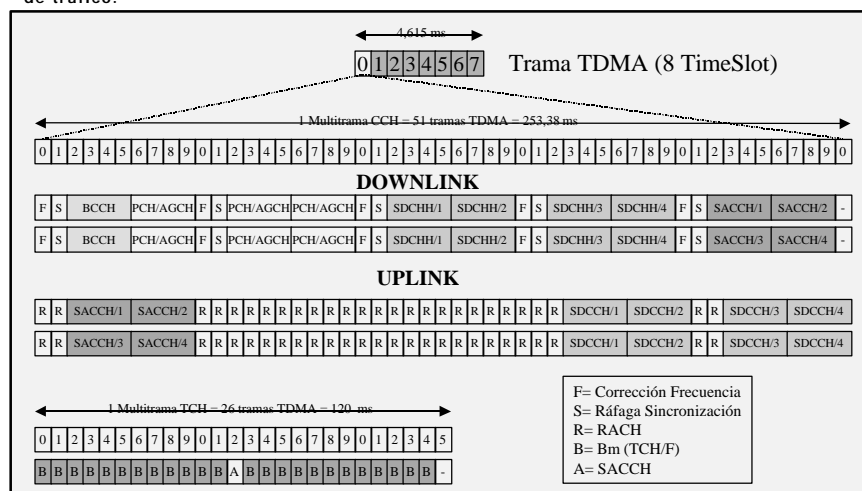 de tráfico.
4,615 ms
0 1 2 3 4 5 6 7
Trama TDMA (8 TimeSlot)
1 Multitrama CCH = 51 tramas TDMA = 253,38 ms
0 1 2 3 4 5 6 7 8 9 0 1 2 3 4 5 6 7 8 9 0 1 2 3 4 5 6 7 8 9 0 1 2 3 4 5 6 7 8 9 0 1 2 3 4 5 6 7 8 9 0
DOWNLINK
F S BCCH PCH/AGCH F S PCH/AGCH PCH/AGCH F S SDCHH/1 SDCHH/2 F S SDCHH/3 SDCHH/4 F S SACCH/1 SACCH/2 -
F S BCCH PCH/AGCH F S PCH/AGCH PCH/AGCH F S SDCHH/1 SDCHH/2 F S SDCHH/3 SDCHH/4 F S SACCH/3 SACCH/4 -
UPLINK
R R SACCH/1 SACCH/2 R R R R R R R R R R R R R R R R R R R R R R R SDCCH/1 SDCCH/2 R R SDCCH/3 SDCCH/4
R R SACCH/3 SACCH/4 R R R R R R R R R R R R R R R R R R R R R R R SDCCH/1 SDCCH/2 R R SDCCH/3 SDCCH/4
1 Multitrama TCH = 26 tramas TDMA = 120 ms
0 1 2 3 4 5 6 7 8 9 0 1 2 3 4 5 6 7 8 9 0 1 2 3 4 5
B B B B B B B B B B B B A B B B B B B B B B B B B -
F= Corrección Frecuencia
S= Ráfaga Sincronización
R= RACH
B= Bm (TCH/F)
A= SACCH